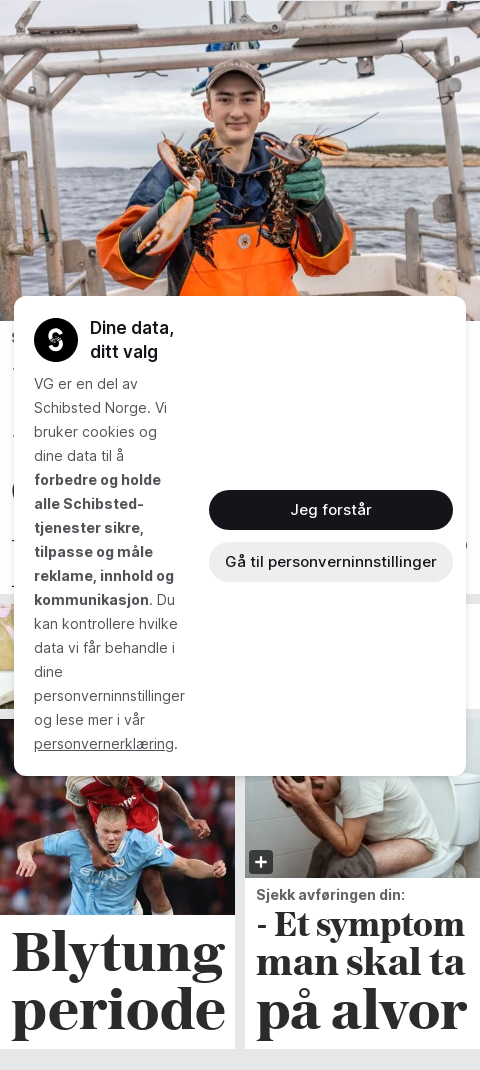 Dine data,
ditt valg
VG er en del av
Schibsted Norge. Vi
bruker cookies og
dine data til å
forbedre og holde
alle Schibsted-
tjenester sikre,
tilpasse og måle
reklame, innhold og
kommunikasjon. Du
kan kontrollere hvilke
data vi får behandle i
dine
personverninnstillinger
og lese mer i vår
personvernerklæring.
Jeg forstår
Gå til personverninnstillinger
Blytung
periode
Sjekk avføringen din:
- Et symptom
man skal ta
på alvor